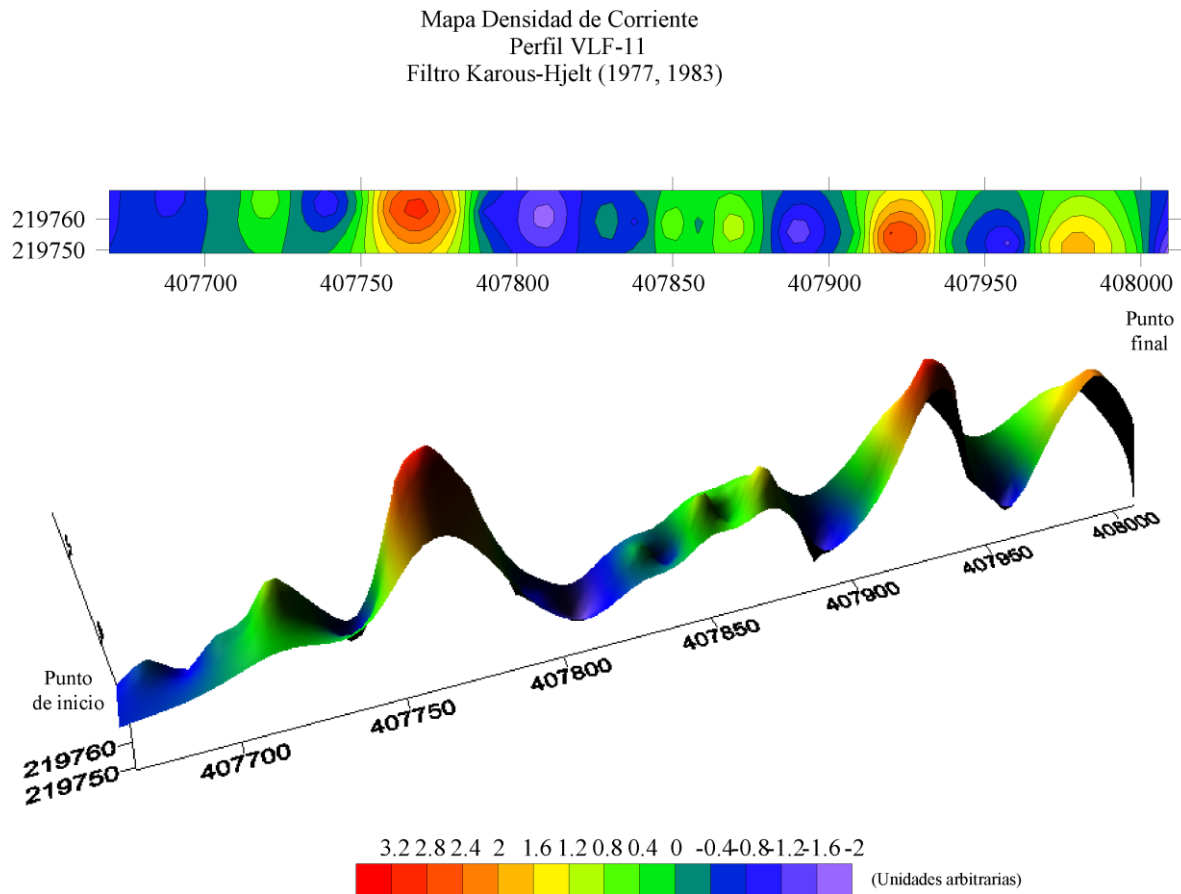 Mapa Densidad de Corriente
Perfil VLF-11
Filtro Karous-Hjelt (1977, 1983)
219760
219750
407700 407750 407800 407850 407900 407950 408000
Punto
final
Punto
de inicio
219760
219750
407700 407750 407800 407850 407900 407950 408000
3.2 2.8 2.4 2 1.6 1.2 0.8 0.4 0 -0.4 -0.8 -1.2 -1.6 -2
(Unidades arbitrarias)